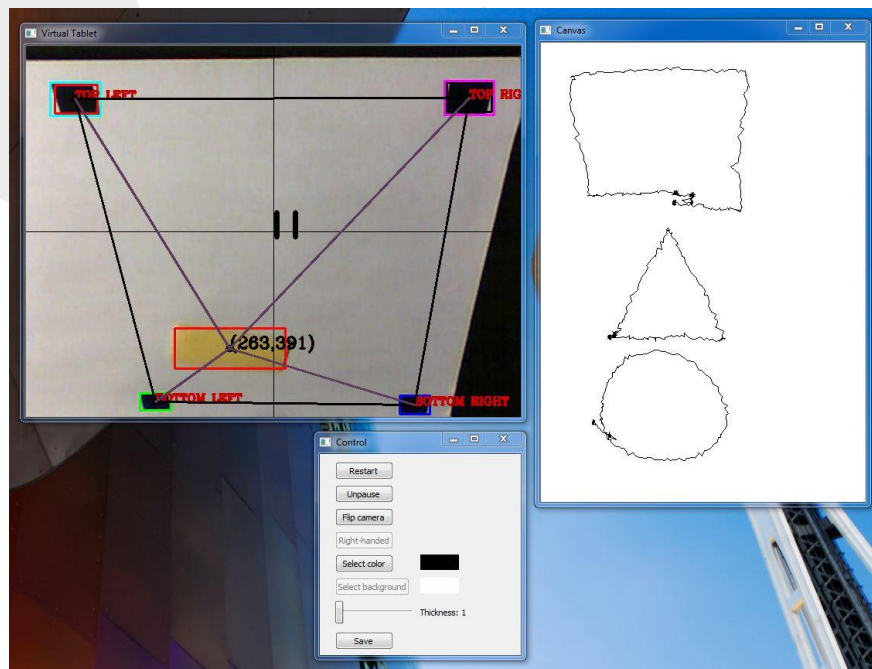 Virtual Tablet
TOP LEFT
TOP RIG
(263,391)
BOTTOM LEFT
BOTTOM RIGHT
Canvas
Control
Restart
Unpause
Flip camera
Right-handed
Select color
Select background
Thickness: 1
Save